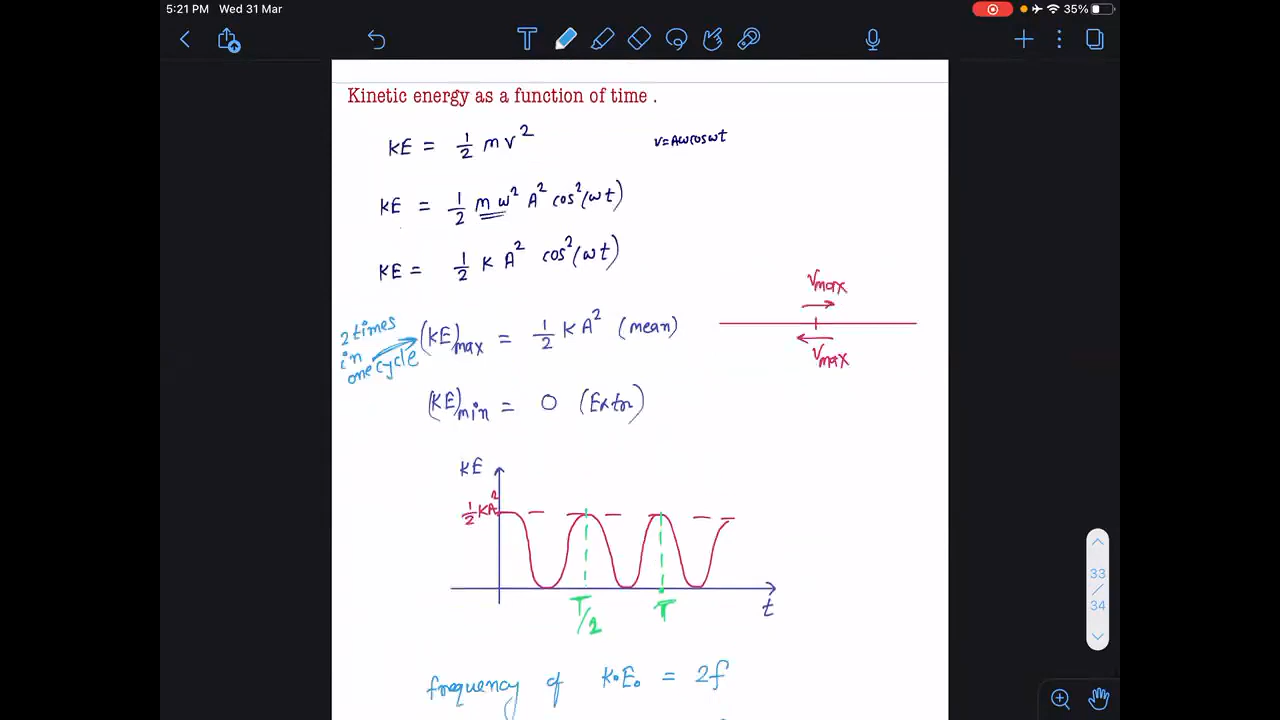 5:21 PM Wed 31 Mar
35%
T
Kinetic energy as a function of time .
KE = 1/2 mv²
v=Aωcosωt
KE = 1/2 mω² A² cos²(ωt)
KE = 1/2 K A² cos²(ωt)
2 times
in
one cycle
(KE)max = 1/2 KA² (mean)
Vmax
Vmax
(KE)min = 0 (Extr)
KE
1/2 KA²
T/2
T
t
33
/
34
frequency of K.E. = 2f